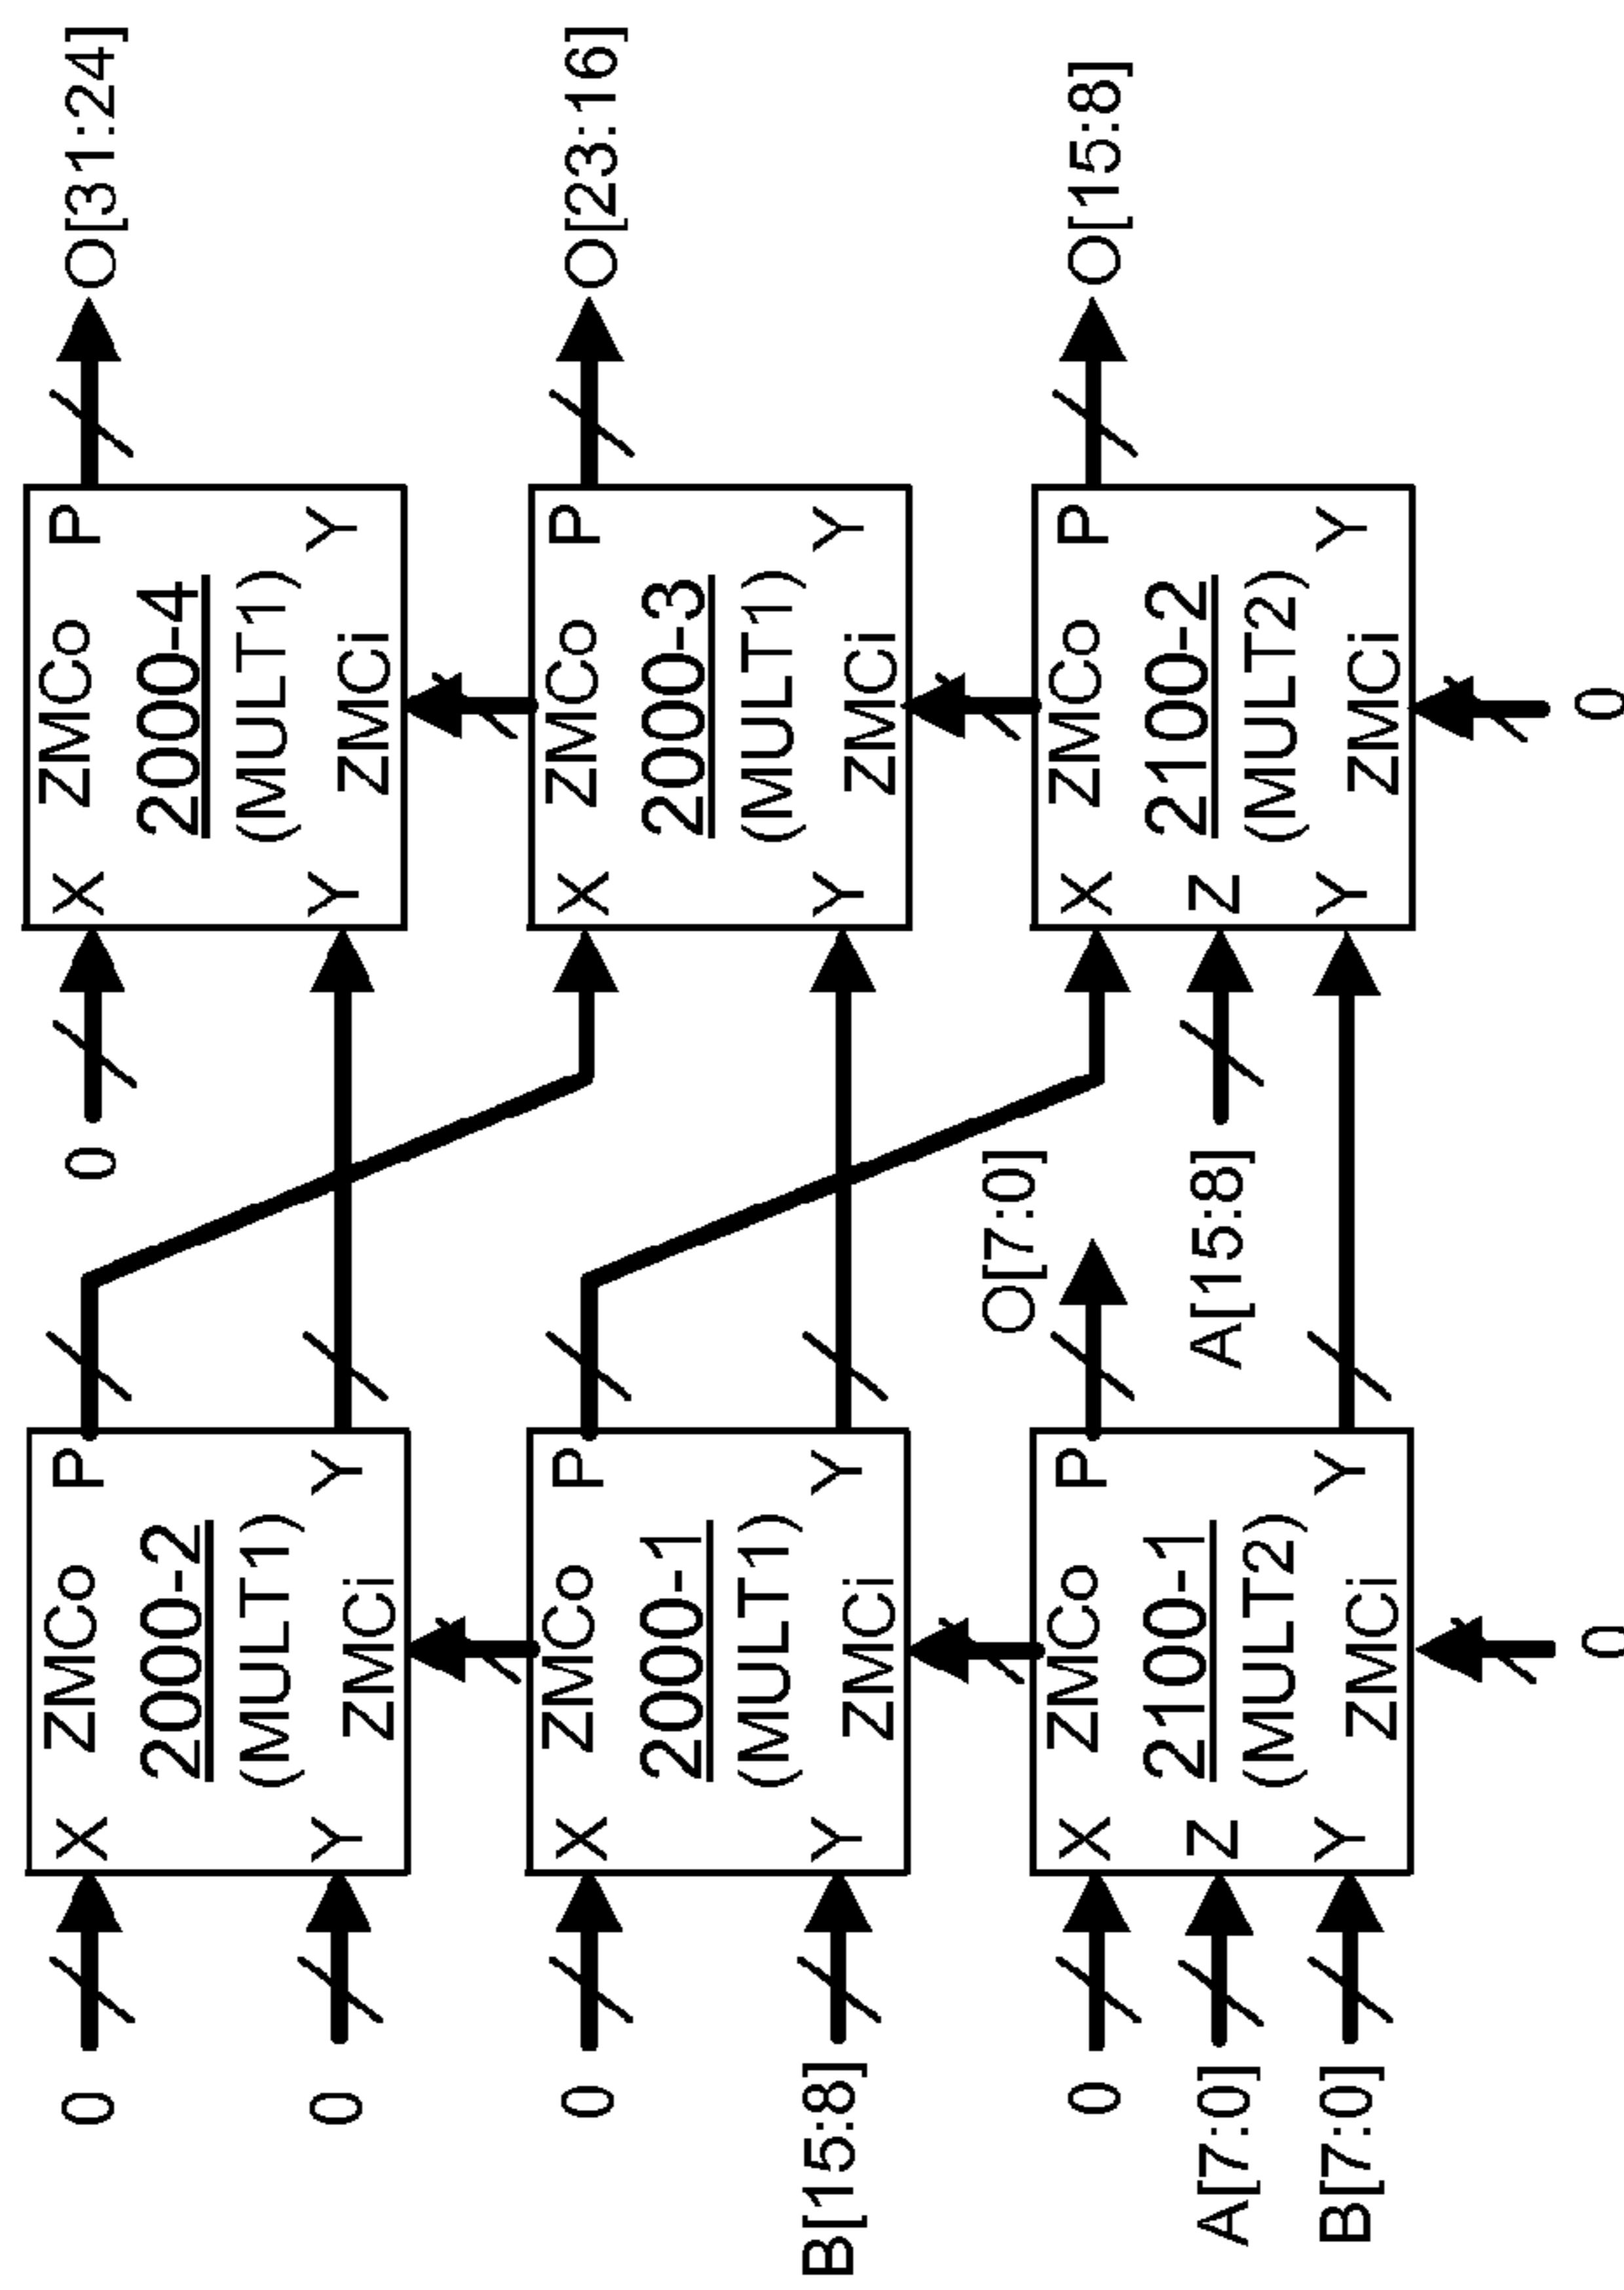 0 X ZMCo P 0 X ZMCo P O[31:24]
2000-2 2000-4
(MULT1) (MULT1)
0 Y Y Y Y
ZMCi ZMCi
0 X ZMCo P X ZMCo P O[23:16]
2000-1 2000-3
(MULT1) (MULT1)
B[15:8] Y Y Y Y
ZMCi ZMCi
O[7:0]
0 X ZMCo P X ZMCo P O[15:8]
2100-1 2100-2
A[7:0] Z A[15:8] Z
(MULT2) (MULT2)
B[7:0] Y Y Y Y
ZMCi ZMCi
0 0